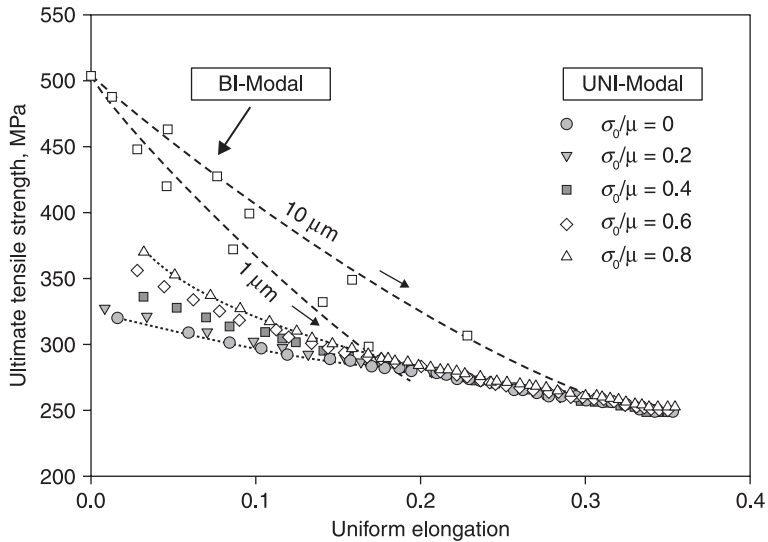 550
500
450
400
350
300
250
200
Ultimate tensile strength, MPa
BI-Modal
UNI-Modal
σ0/μ = 0
σ0/μ = 0.2
σ0/μ = 0.4
σ0/μ = 0.6
σ0/μ = 0.8
10 μm
1 μm
0.0
0.1
0.2
0.3
0.4
Uniform elongation